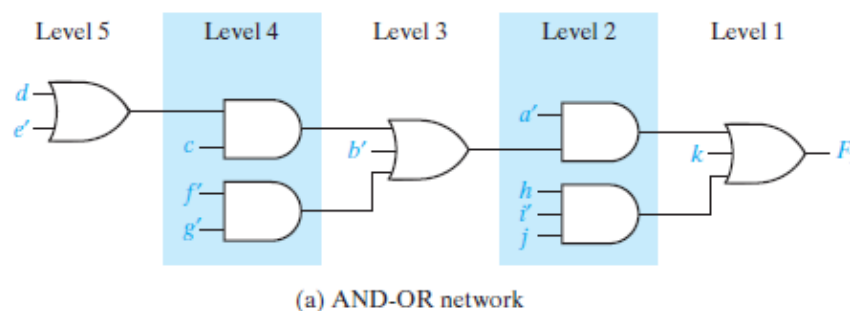 Level 5 Level 4 Level 3 Level 2 Level 1
d
e′
c
f′
g′
b′
a′
h
i′
j
k
F
(a) AND-OR network